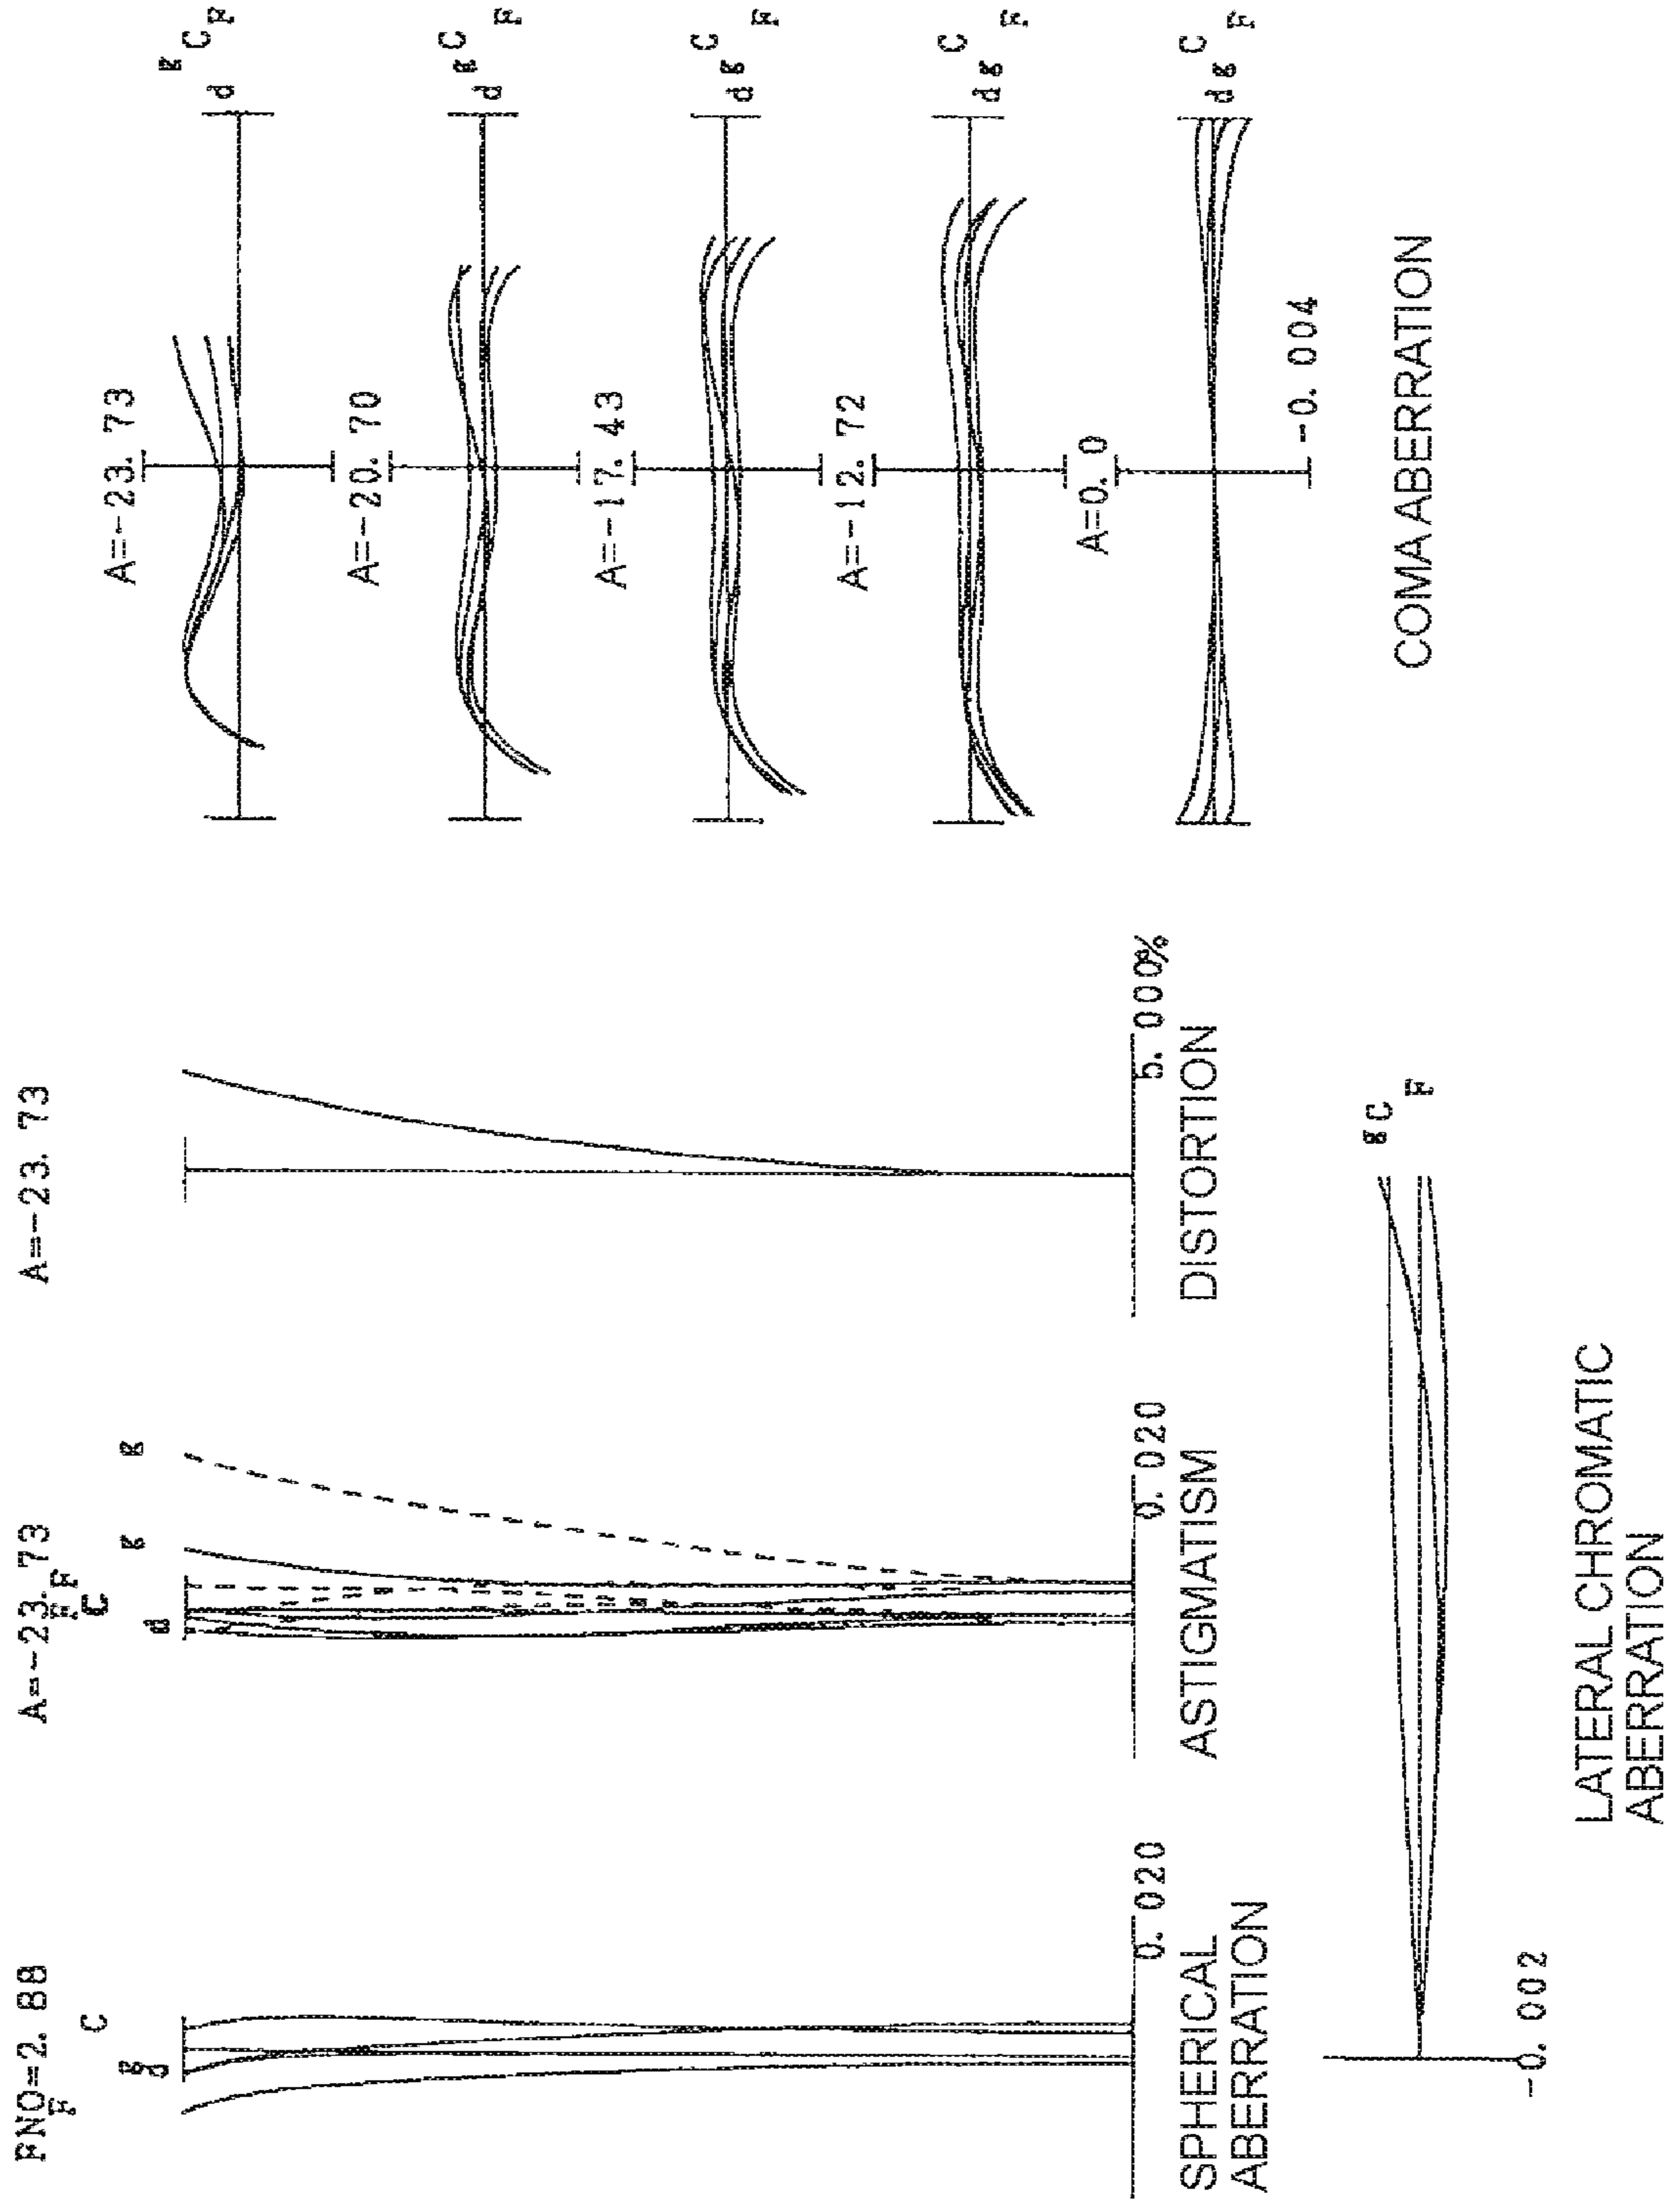 FNO=2. 88
F
C
g
d
0. 020
SPHERICAL
ABERRATION
A=-23. 73
F
F
C
g
g
d
0. 020
ASTIGMATISM
A=-23. 73
5. 000%
DISTORTION
g
C
F
-0. 002
LATERAL CHROMATIC
ABERRATION
A=-23. 73
g
C
d
F
A=-20. 70
g
C
d
F
A=-17. 43
C
d g
F
A=-12. 72
C
d g
F
A=0. 0
C
d g
F
-0. 004
COMA ABERRATION